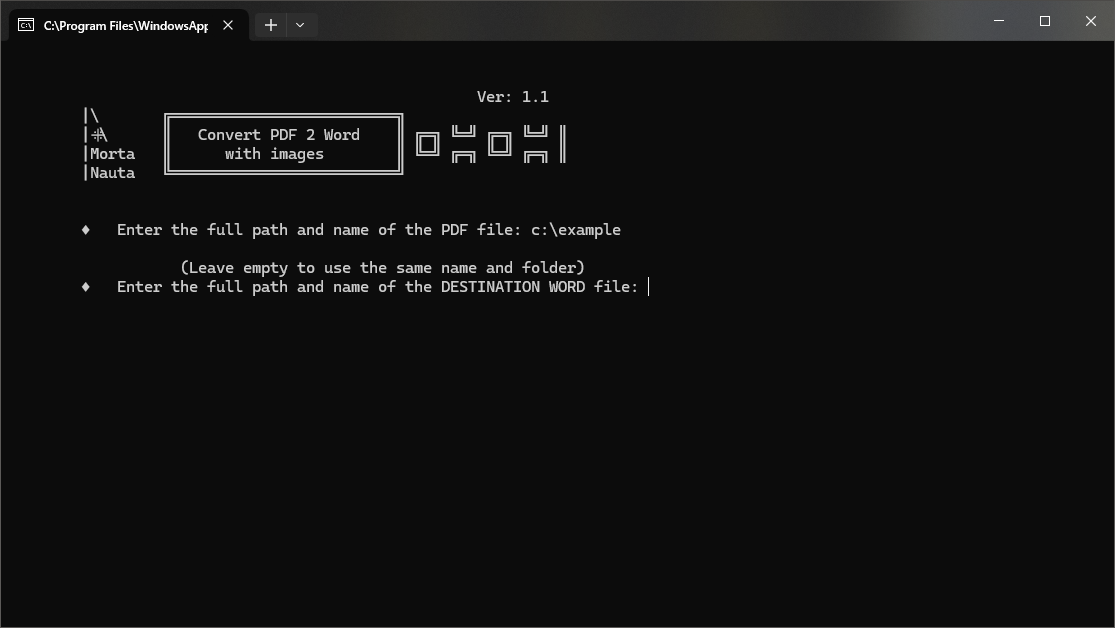 C:\Program Files\WindowsApp
Ver: 1.1
Convert PDF 2 Word
with images
Morta
Nauta
♦ Enter the full path and name of the PDF file: c:\example
(Leave empty to use the same name and folder)
♦ Enter the full path and name of the DESTINATION WORD file: